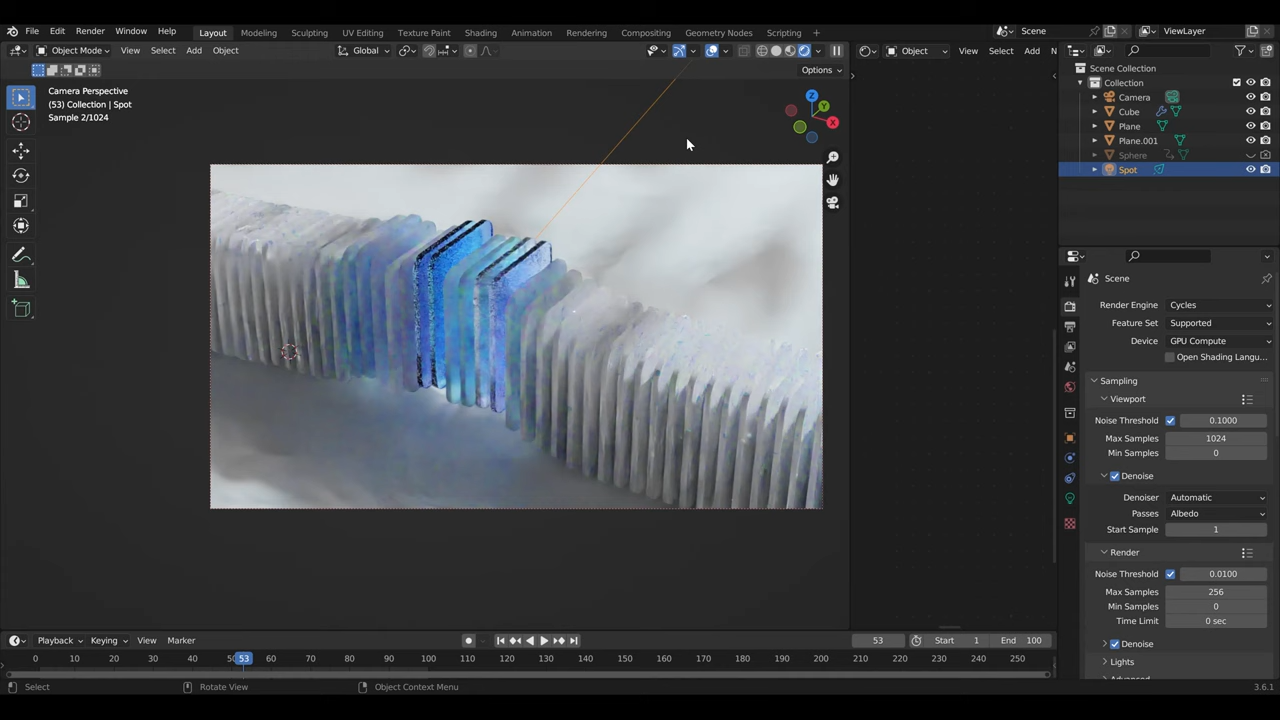 File Edit Render Window Help Layout Modeling Sculpting UV Editing Texture Paint Shading Animation Rendering Compositing Geometry Nodes Scripting Scene ViewLayer
Object Mode View Select Add Object Global Object View Select Add
Options
Camera Perspective
(53) Collection | Spot
Sample 2/1024
Z
Y
X
Scene Collection
Collection
Camera
Cube
Plane
Plane.001
Sphere
Spot
Scene
Render Engine Cycles
Feature Set Supported
Device GPU Compute
Open Shading Langu...
Sampling
Viewport
Noise Threshold 0.1000
Max Samples 1024
Min Samples 0
Denoise
Denoiser Automatic
Passes Albedo
Start Sample 1
Render
Noise Threshold 0.0100
Max Samples 256
Min Samples 0
Time Limit 0 sec
Denoise
Lights
Playback Keying View Marker 53 Start 1 End 100
0 10 20 30 40 53 60 70 80 90 100 110 120 130 140 150 160 170 180 190 200 210 220 230 240 250
Select Rotate View Object Context Menu 3.6.1